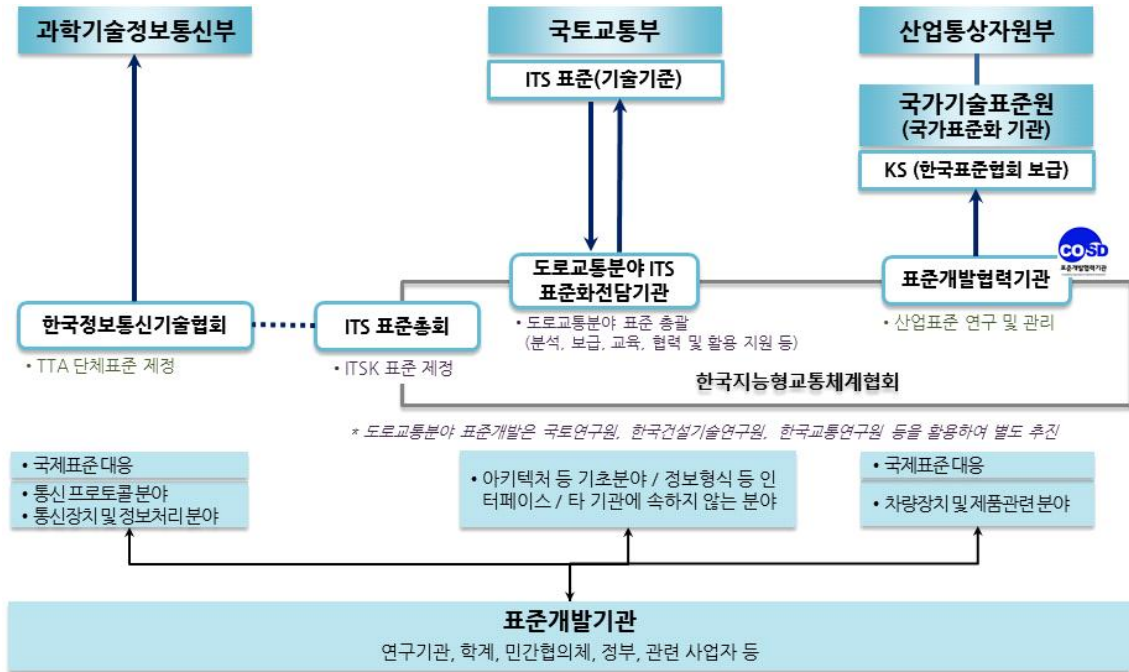 과학기술정보통신부
국토교통부
산업통상자원부
ITS 표준(기술기준)
국가기술표준원
(국가표준화 기관)
KS (한국표준협회 보급)
COSD
표준개발협력기관
도로교통분야 ITS
표준화전담기관
표준개발협력기관
한국정보통신기술협회
ITS 표준총회
• TTA 단체표준 제정
• ITSK 표준 제정
• 도로교통분야 표준 총괄
(분석, 보급, 교육, 협력 및 활용 지원 등)
• 산업표준 연구 및 관리
한국지능형교통체계협회
* 도로교통분야 표준개발은 국토연구원, 한국건설기술연구원, 한국교통연구원 등을 활용하여 별도 추진
• 국제표준 대응
• 통신 프로토콜 분야
• 통신장치 및 정보처리 분야
• 아키텍처 등 기초분야 / 정보형식 등 인
터페이스 / 타 기관에 속하지 않는 분야
• 국제표준 대응
• 차량장치 및 제품관련 분야
표준개발기관
연구기관, 학계, 민간협의체, 정부, 관련 사업자 등